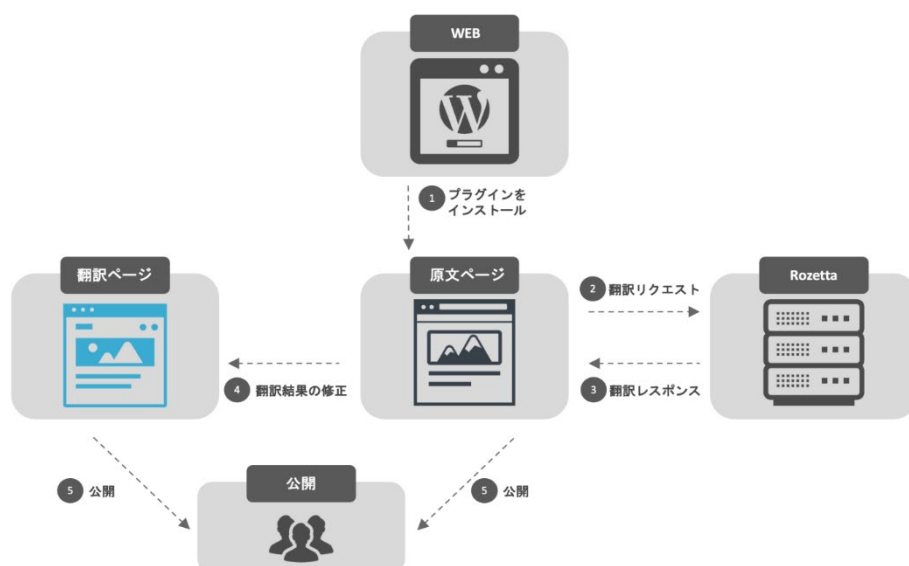 WEB
1 プラグインを
インストール
翻訳ページ
原文ページ
2 翻訳リクエスト
Rozetta
4 翻訳結果の修正
3 翻訳レスポンス
5 公開
公開
5 公開